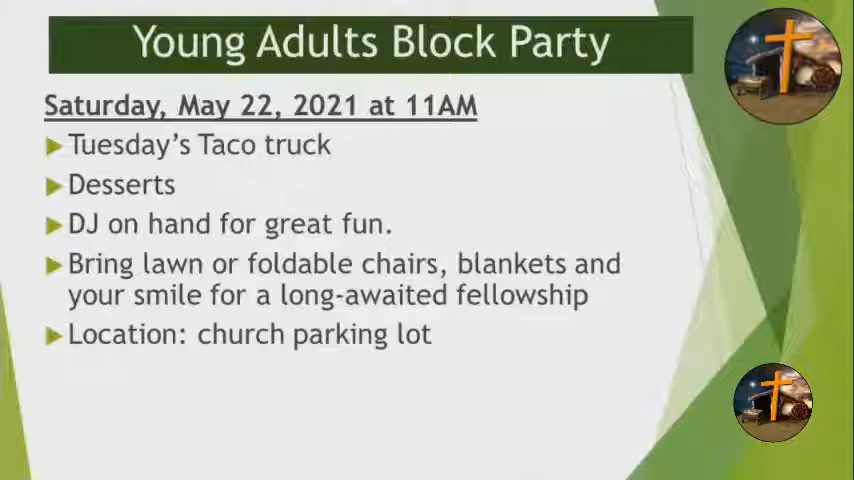 Young Adults Block Party
Saturday, May 22, 2021 at 11AM
Tuesday's Taco truck
Desserts
DJ on hand for great fun.
Bring lawn or foldable chairs, blankets and
your smile for a long-awaited fellowship
Location: church parking lot